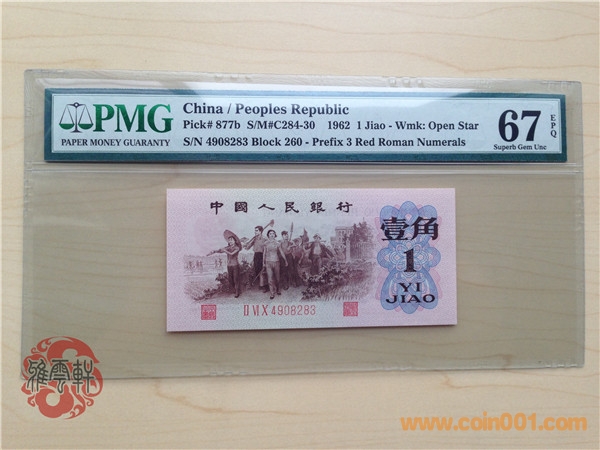 PMG
PAPER MONEY GUARANTY
China / Peoples Republic
Pick# 877b S/M#C284-30 1962 1 Jiao - Wmk: Open Star
S/N 4908283 Block 260 - Prefix 3 Red Roman Numerals
67 EPQ
Superb Gem Unc
中國人民銀行
壹角
1
YI
JIAO
II VI X 4908283
雅雲軒
www.coin001.com